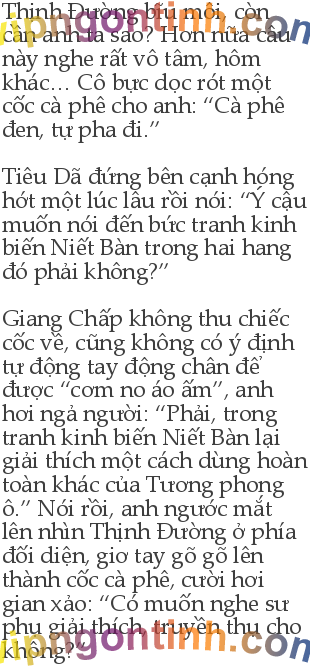 Thịnh Đường bĩu môi, còn
cần anh ta sao? Hơn nữa câu
này nghe rất vô tâm, hôm
khác... Cô bực dọc rót một
cốc cà phê cho anh: “Cà phê
đen, tự pha đi.”
Tiêu Dã đứng bên cạnh hóng
hớt một lúc lâu rồi nói: “Ý cậu
muốn nói đến bức tranh kinh
biến Niết Bàn trong hai hang
đó phải không?”
Giang Chấp không thu chiếc
cốc về, cũng không có ý định
tự động tay động chân để
được “cơm no áo ấm”, anh
hơi ngả người: “Phải, trong
tranh kinh biến Niết Bàn lại
giải thích một cách dùng hoàn
toàn khác của Tương phong
ô.” Nói rồi, anh ngước mắt
lên nhìn Thịnh Đường ở phía
đối diện, giơ tay gõ gõ lên
thành cốc cà phê, cười hơi
gian xảo: “Có muốn nghe sư
phụ giải thích, truyền thụ cho
không?”